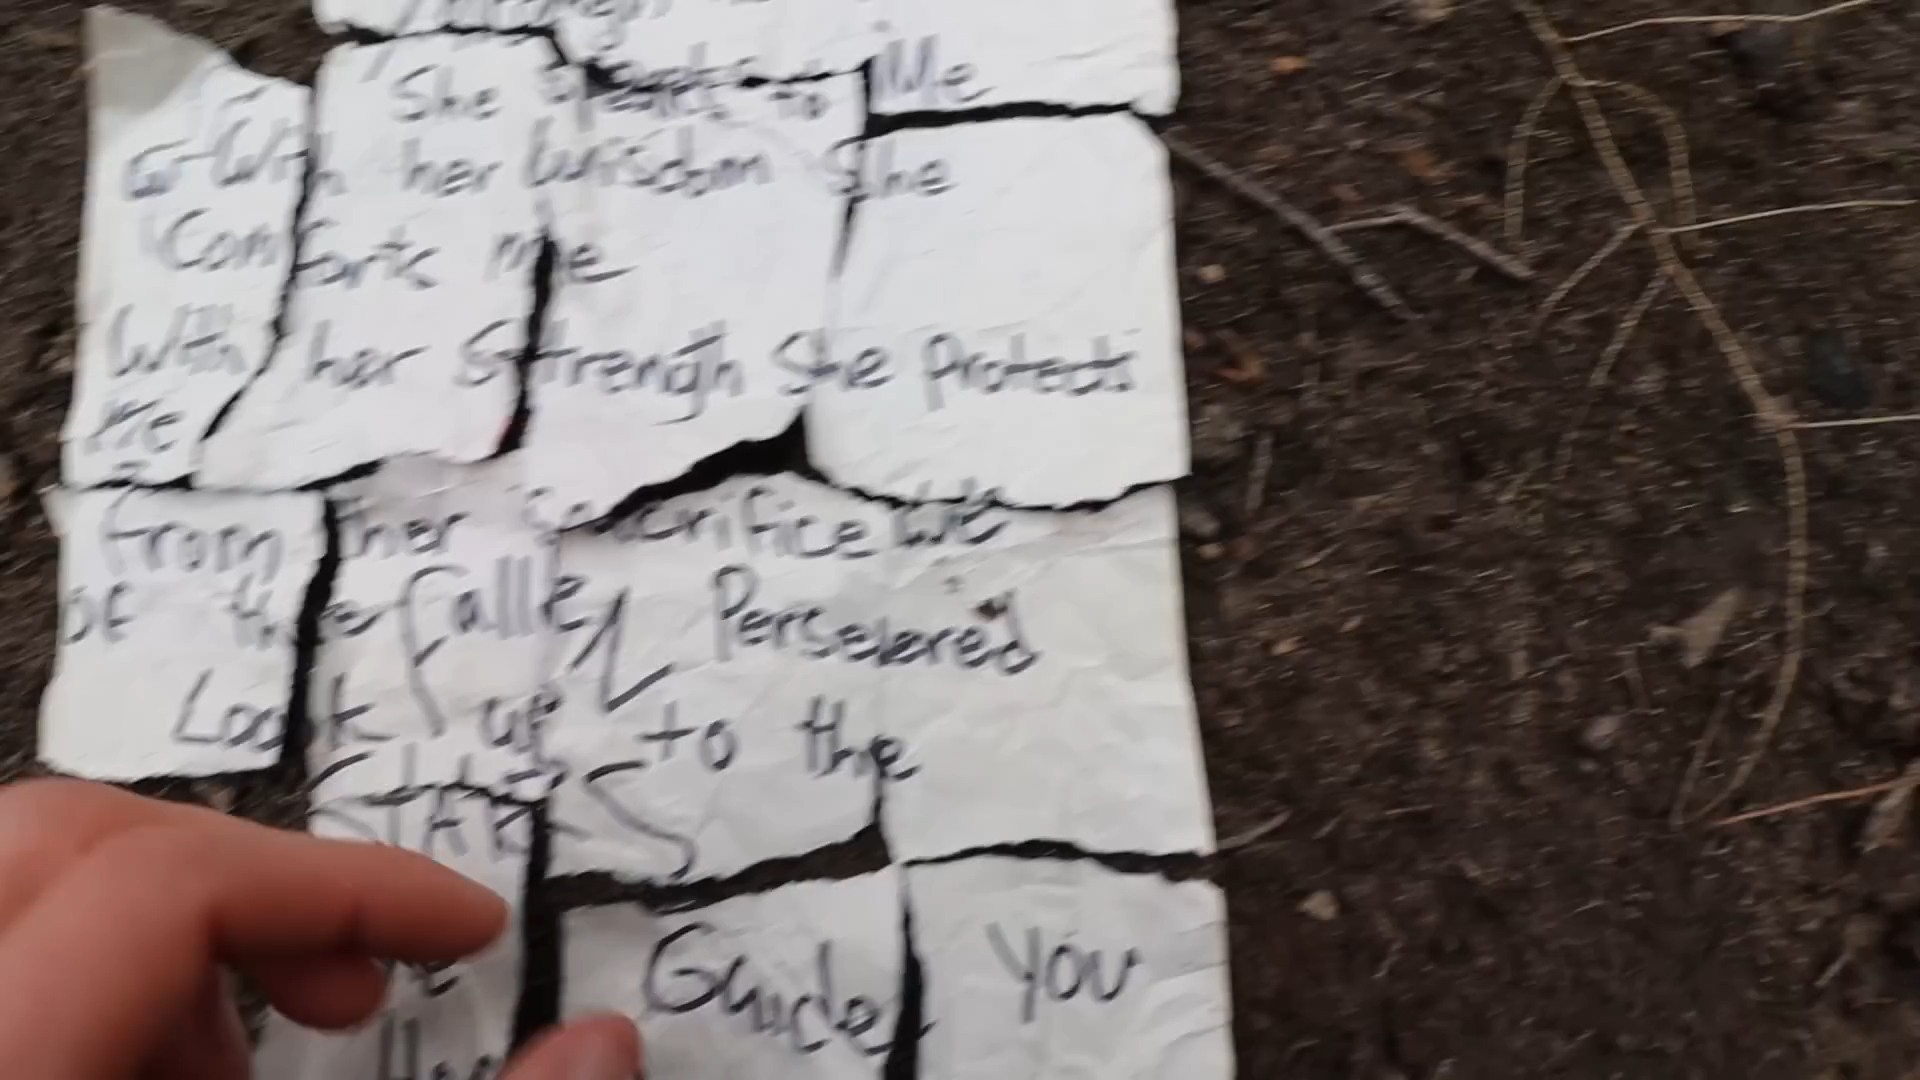 She speaks to Me
With her Wisdom She
Comforts me
With her Strength She Protects
Me
from her sacrifice We
of the fallen Persevered
Look up to the
STARS
Guide You